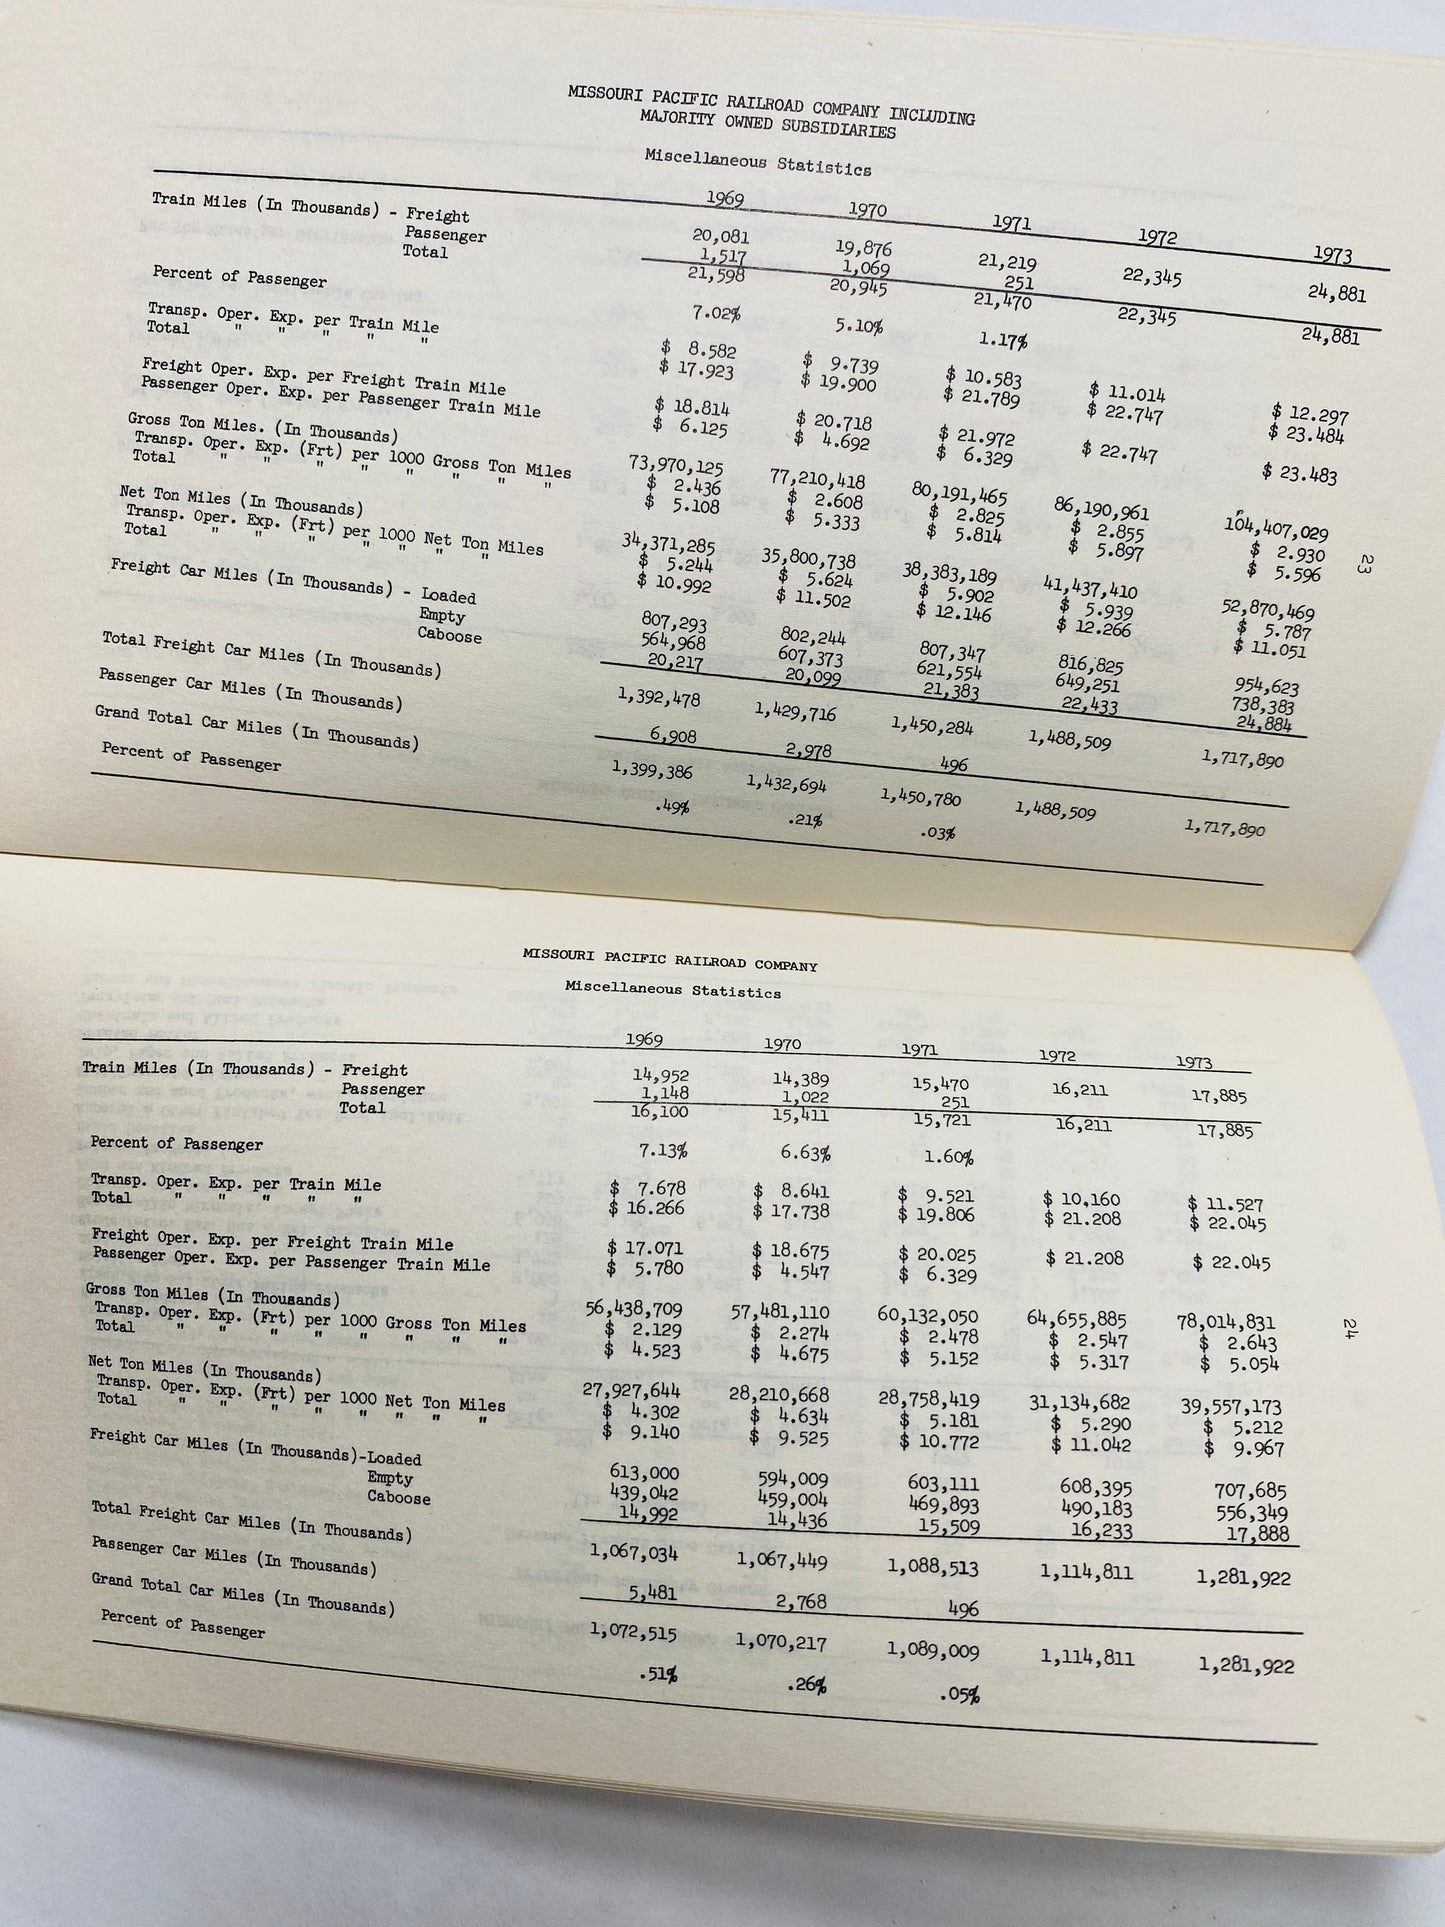 MISSOURI PACIFIC RAILROAD COMPANY INCLUDING
MAJORITY OWNED SUBSIDIARIES
Miscellaneous Statistics
1969 1970 1971 1972 1973
Train Miles (In Thousands) - Freight 20,081 19,876 21,219 22,345 24,881
Passenger 1,517 1,069 251
Total 21,598 20,945 21,470 22,345 24,881
Percent of Passenger 7.02% 5.10% 1.17%
Transp. Oper. Exp. per Train Mile $ 8.582 $ 9.739 $ 10.583 $ 11.014 $ 12.297
Total " " " " " $ 17.923 $ 19.900 $ 21.789 $ 22.747 $ 23.484
Freight Oper. Exp. per Freight Train Mile $ 18.814 $ 20.718 $ 21.972 $ 22.747 $ 23.483
Passenger Oper. Exp. per Passenger Train Mile $ 6.125 $ 4.692 $ 6.329
Gross Ton Miles. (In Thousands) 73,970,125 77,210,418 80,191,465 86,190,961 104,407,029
Transp. Oper. Exp. (Frt) per 1000 Gross Ton Miles $ 2.436 $ 2.608 $ 2.825 $ 2.855 $ 2.930
Total " " " " " " " " $ 5.108 $ 5.333 $ 5.814 $ 5.897 $ 5.596
Net Ton Miles (In Thousands) 34,371,285 35,800,738 38,383,189 41,437,410 52,870,469
Transp. Oper. Exp. (Frt) per 1000 Net Ton Miles $ 5.244 $ 5.624 $ 5.902 $ 5.939 $ 5.787
Total " " " " " " " $ 10.992 $ 11.502 $ 12.146 $ 12.266 $ 11.051
Freight Car Miles (In Thousands) - Loaded 807,293 802,244 807,347 816,825 954,623
Empty 564,968 607,373 621,554 649,251 738,383
Caboose 20,217 20,099 21,383 22,433 24,884
Total Freight Car Miles (In Thousands) 1,392,478 1,429,716 1,450,284 1,488,509 1,717,890
Passenger Car Miles (In Thousands) 6,908 2,978 496
Grand Total Car Miles (In Thousands) 1,399,386 1,432,694 1,450,780 1,488,509 1,717,890
Percent of Passenger .49% .21% .03%
23
MISSOURI PACIFIC RAILROAD COMPANY
Miscellaneous Statistics
1969 1970 1971 1972 1973
Train Miles (In Thousands) - Freight 14,952 14,389 15,470 16,211 17,885
Passenger 1,148 1,022 251
Total 16,100 15,411 15,721 16,211 17,885
Percent of Passenger 7.13% 6.63% 1.60%
Transp. Oper. Exp. per Train Mile $ 7.678 $ 8.641 $ 9.521 $ 10.160 $ 11.527
Total " " " " " $ 16.266 $ 17.738 $ 19.806 $ 21.208 $ 22.045
Freight Oper. Exp. per Freight Train Mile $ 17.071 $ 18.675 $ 20.025 $ 21.208 $ 22.045
Passenger Oper. Exp. per Passenger Train Mile $ 5.780 $ 4.547 $ 6.329
Gross Ton Miles (In Thousands) 56,438,709 57,481,110 60,132,050 64,655,885 78,014,831
Transp. Oper. Exp. (Frt) per 1000 Gross Ton Miles $ 2.129 $ 2.274 $ 2.478 $ 2.547 $ 2.643
Total " " " " " " " " $ 4.523 $ 4.675 $ 5.152 $ 5.317 $ 5.054
Net Ton Miles (In Thousands) 27,927,644 28,210,668 28,758,419 31,134,682 39,557,173
Transp. Oper. Exp. (Frt) per 1000 Net Ton Miles $ 4.302 $ 4.634 $ 5.181 $ 5.290 $ 5.212
Total " " " " " " " " $ 9.140 $ 9.525 $ 10.772 $ 11.042 $ 9.967
Freight Car Miles (In Thousands)-Loaded 613,000 594,009 603,111 608,395 707,685
Empty 439,042 459,004 469,893 490,183 556,349
Caboose 14,992 14,436 15,509 16,233 17,888
Total Freight Car Miles (In Thousands) 1,067,034 1,067,449 1,088,513 1,114,811 1,281,922
Passenger Car Miles (In Thousands) 5,481 2,768 496
Grand Total Car Miles (In Thousands) 1,072,515 1,070,217 1,089,009 1,114,811 1,281,922
Percent of Passenger .51% .26% .05%
24